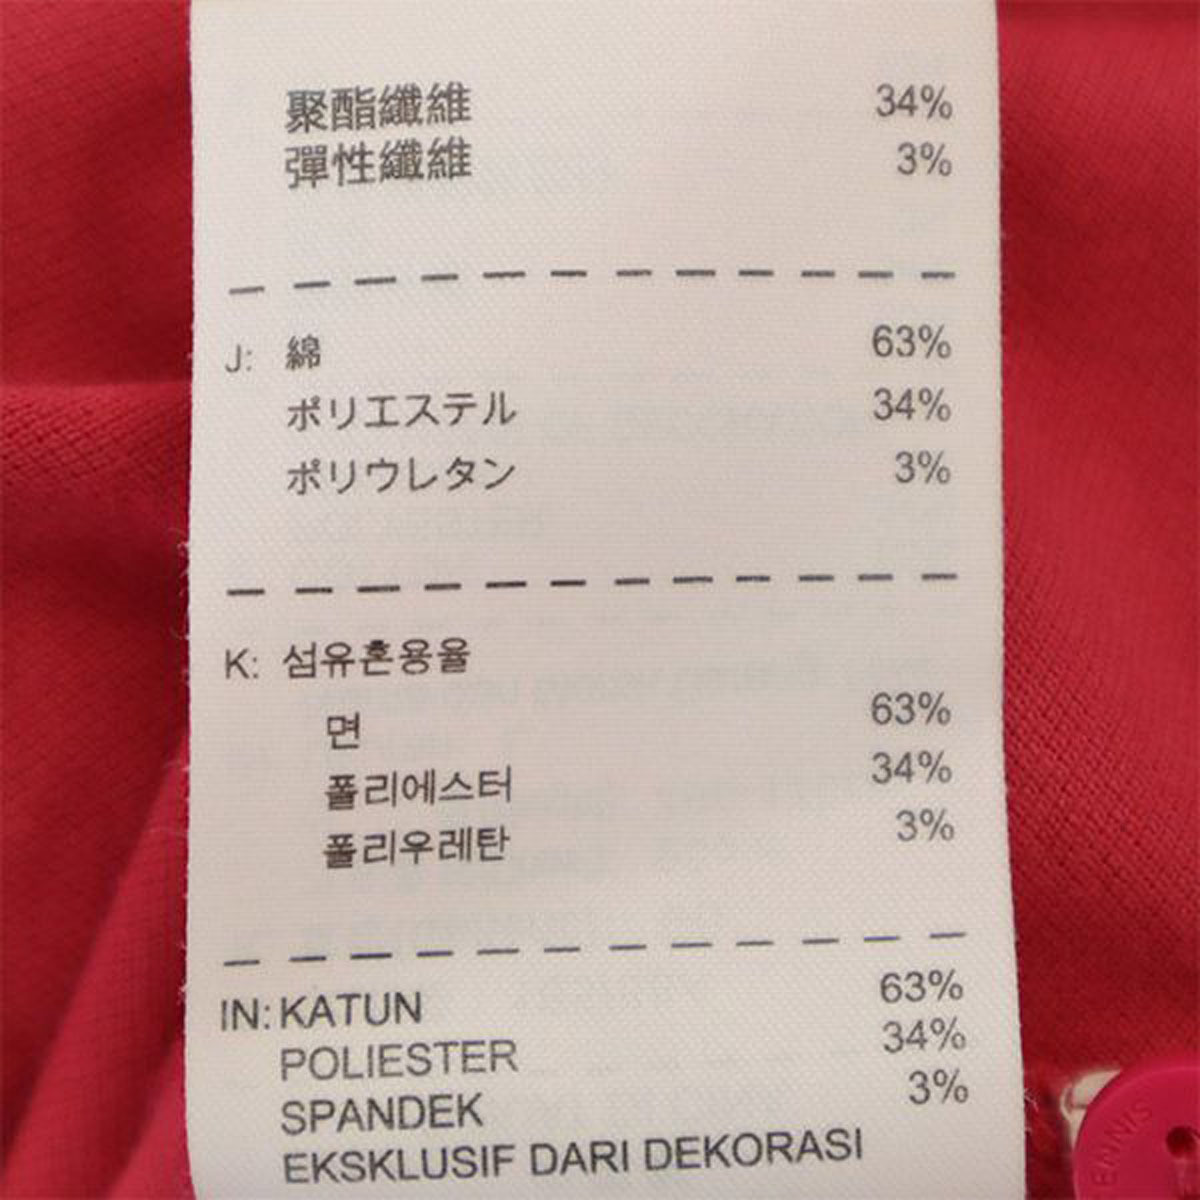 聚酯纖維 34%
彈性纖維 3%
J: 綿 63%
ポリエステル 34%
ポリウレタン 3%
K: 섬유혼용율
면 63%
폴리에스터 34%
폴리우레탄 3%
IN: KATUN 63%
POLIESTER 34%
SPANDEK 3%
EKSKLUSIF DARI DEKORASI